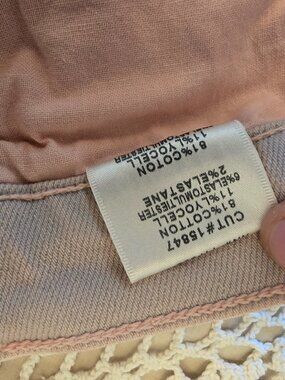 CUT #15847
81%COTTON
11%LYOCELL
6%ELASTOMULTIESTER
2%ELASTANE
81%COTTON
11%LYOCELL